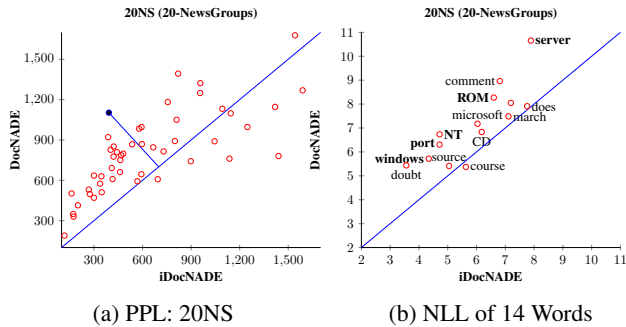 20NS (20-NewsGroups)
1,500
1,200
900
600
300
DocNADE
300
600
900
1,200
1,500
iDocNADE
(a) PPL: 20NS
20NS (20-NewsGroups)
11
10
9
8
7
6
5
4
3
2
DocNADE
server
comment
ROM
does
microsoft
march
NT
CD
port
windows
source
doubt
course
2
3
4
5
6
7
8
9
10
11
iDocNADE
(b) NLL of 14 Words